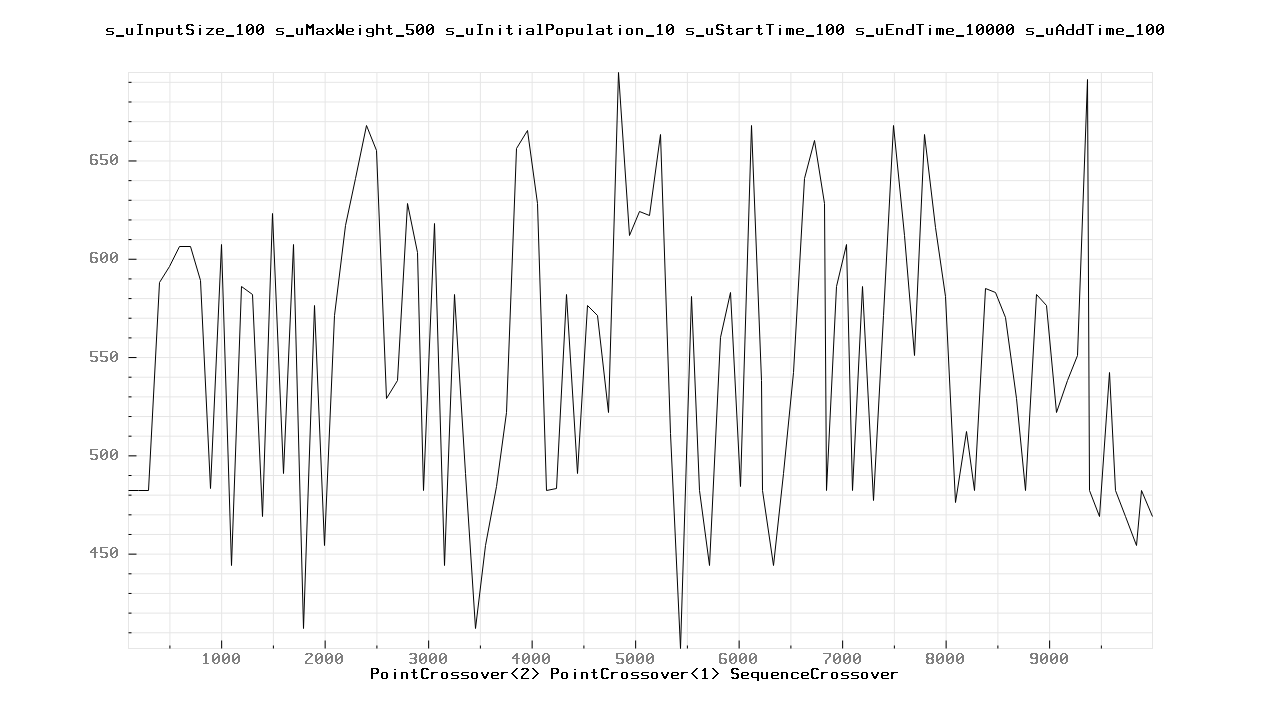 s_uInputSize_100 s_uMaxWeight_500 s_uInitialPopulation_10 s_uStartTime_100 s_uEndTime_10000 s_uAddTime_100
650
600
550
500
450
1000 2000 3000 4000 5000 6000 7000 8000 9000
PointCrossover<2> PointCrossover<1> SequenceCrossover